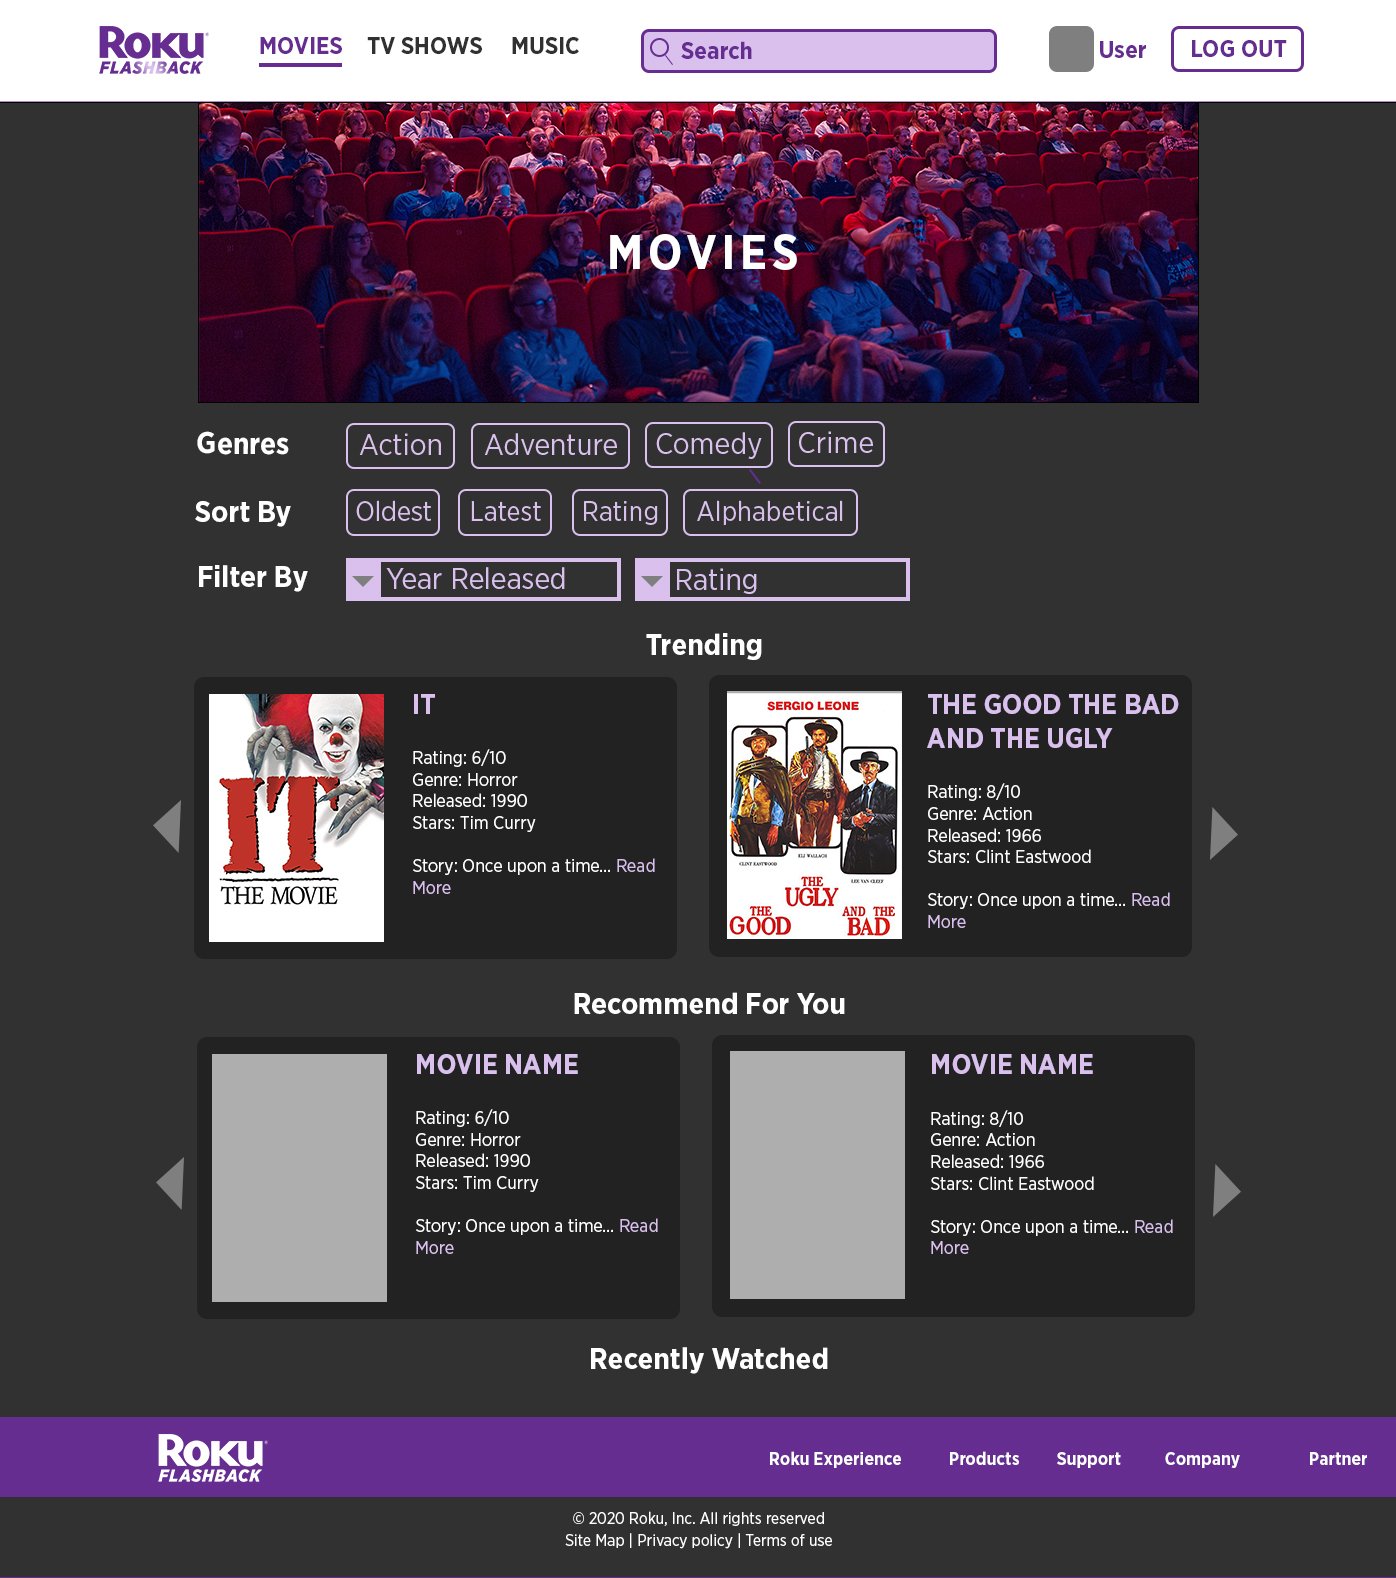 ROKU
FLASHBACK
MOVIES TV SHOWS MUSIC
Search
User
LOG OUT
MOVIES
Genres Action Adventure Comedy Crime
Sort By Oldest Latest Rating Alphabetical
Filter By Year Released Rating
Trending
IT
THE MOVIE
IT
Rating: 6/10
Genre: Horror
Released: 1990
Stars: Tim Curry
Story: Once upon a time... Read
More
SERGIO LEONE
CLINT EASTWOOD
ELI WALLACH
LEE VAN CLEEF
THE
UGLY
THE
GOOD
AND THE
BAD
THE GOOD THE BAD
AND THE UGLY
Rating: 8/10
Genre: Action
Released: 1966
Stars: Clint Eastwood
Story: Once upon a time... Read
More
Recommend For You
MOVIE NAME
Rating: 6/10
Genre: Horror
Released: 1990
Stars: Tim Curry
Story: Once upon a time... Read
More
MOVIE NAME
Rating: 8/10
Genre: Action
Released: 1966
Stars: Clint Eastwood
Story: Once upon a time... Read
More
Recently Watched
ROKU
FLASHBACK
Roku Experience Products Support Company Partner
© 2020 Roku, Inc. All rights reserved
Site Map | Privacy policy | Terms of use